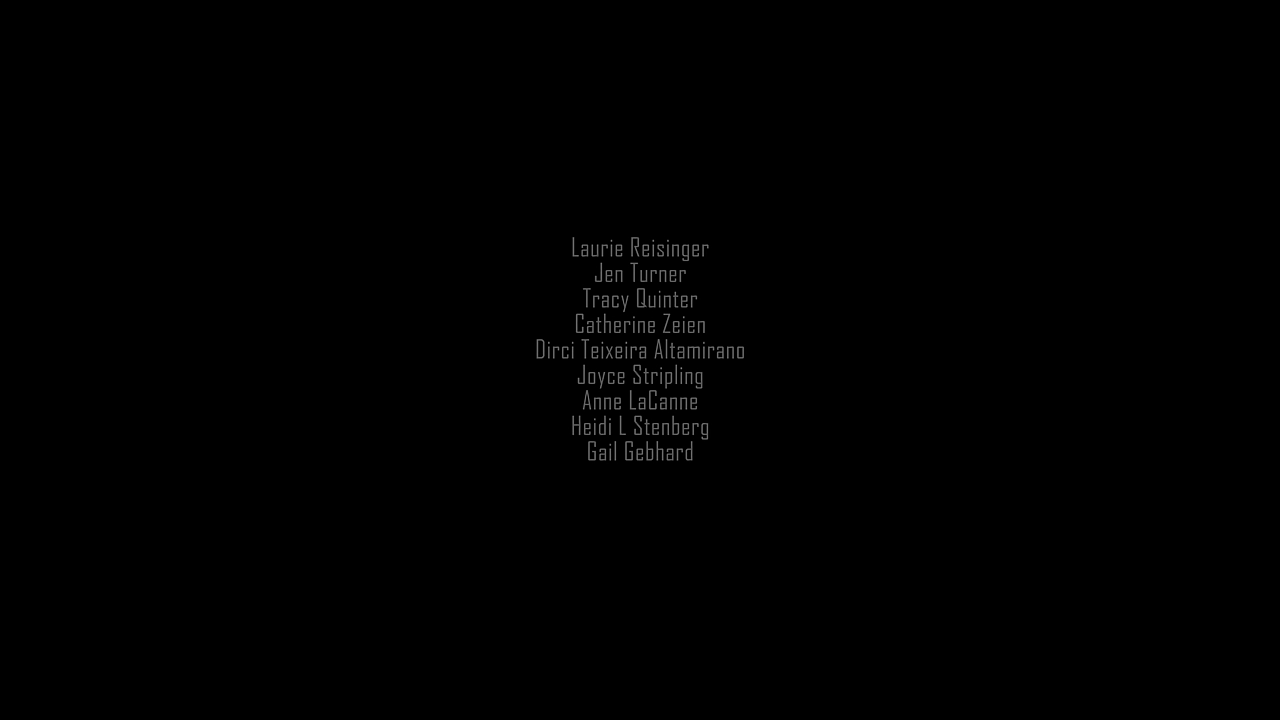 Laurie Reisinger
Jen Turner
Tracy Quinter
Catherine Zeien
Dirci Teixeira Altamirano
Joyce Stripling
Anne LaCanne
Heidi L Stenberg
Gail Gebhard